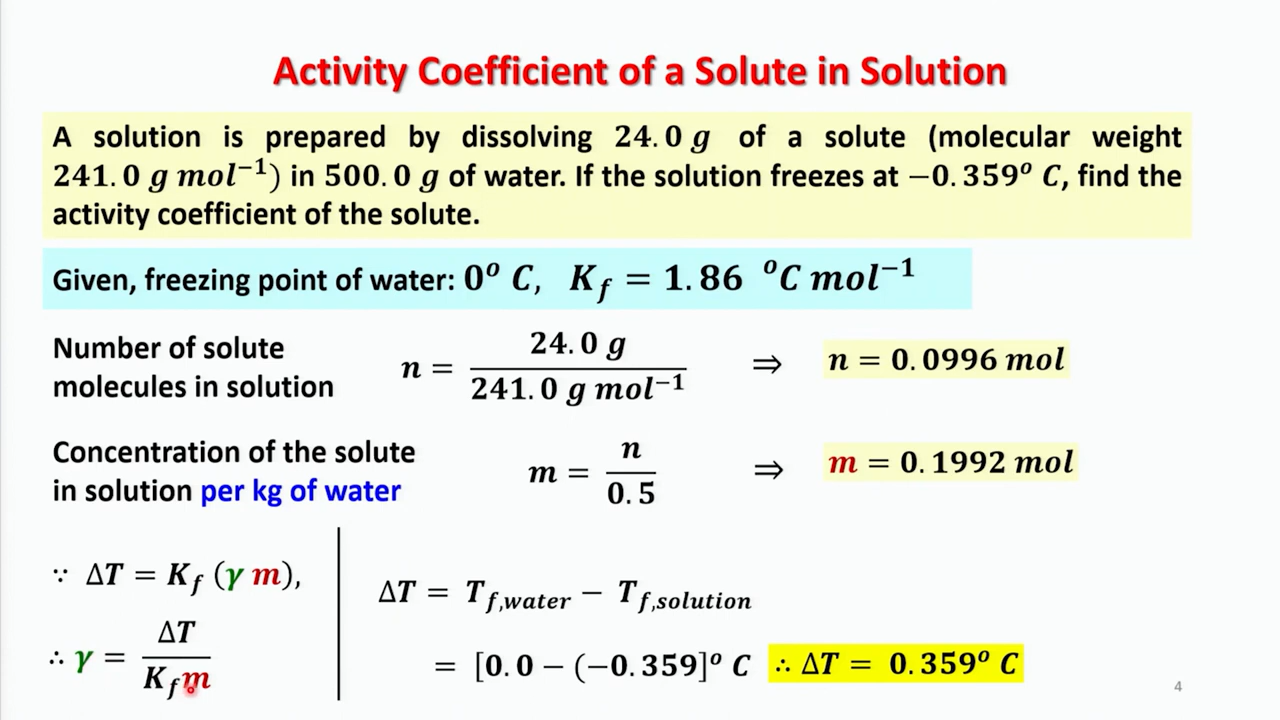 Activity Coefficient of a Solute in Solution
A solution is prepared by dissolving 24.0 g of a solute (molecular weight
241.0 g mol⁻¹) in 500.0 g of water. If the solution freezes at −0.359° C, find the
activity coefficient of the solute.
Given, freezing point of water: 0° C, K_f = 1.86 °C mol⁻¹
Number of solute
molecules in solution
n = 24.0 g / 241.0 g mol⁻¹ ⇒ n = 0.0996 mol
Concentration of the solute
in solution per kg of water
m = n / 0.5 ⇒ m = 0.1992 mol
∵ ΔT = K_f (γ m),
∴ γ = ΔT / K_f m
ΔT = T_f,water − T_f,solution
= [0.0 − (−0.359]° C ∴ ΔT = 0.359° C
4